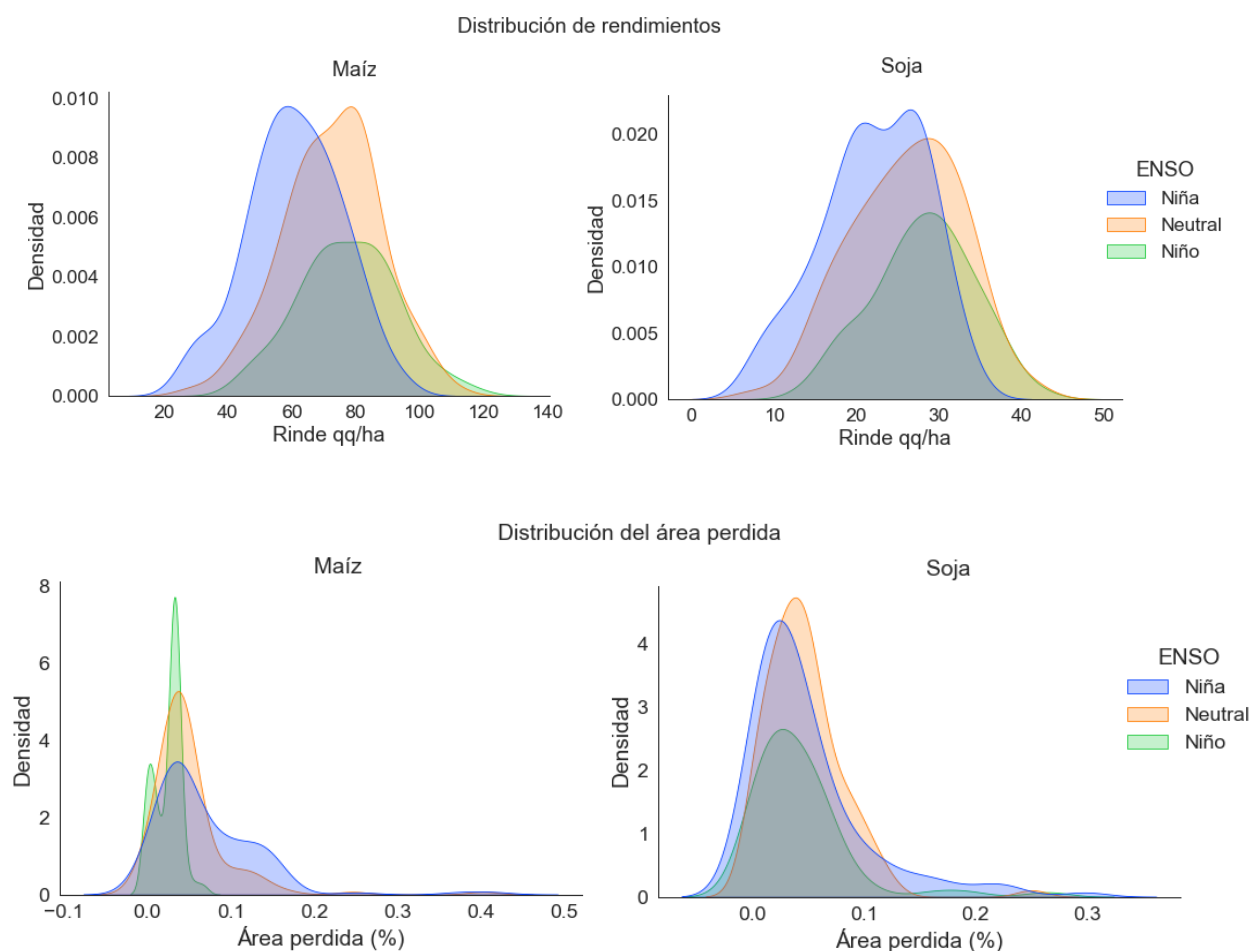 Distribución de rendimientos
Maíz
Soja
0.010
0.008
0.006
0.004
0.002
0.000
Densidad
20 40 60 80 100 120 140
Rinde qq/ha
0.020
0.015
0.010
0.005
0.000
Densidad
0 10 20 30 40 50
Rinde qq/ha
ENSO
Niña
Neutral
Niño
Distribución del área perdida
Maíz
Soja
8
6
4
2
0
Densidad
−0.1 0.0 0.1 0.2 0.3 0.4 0.5
Área perdida (%)
4
3
2
1
0
Densidad
0.0 0.1 0.2 0.3
Área perdida (%)
ENSO
Niña
Neutral
Niño